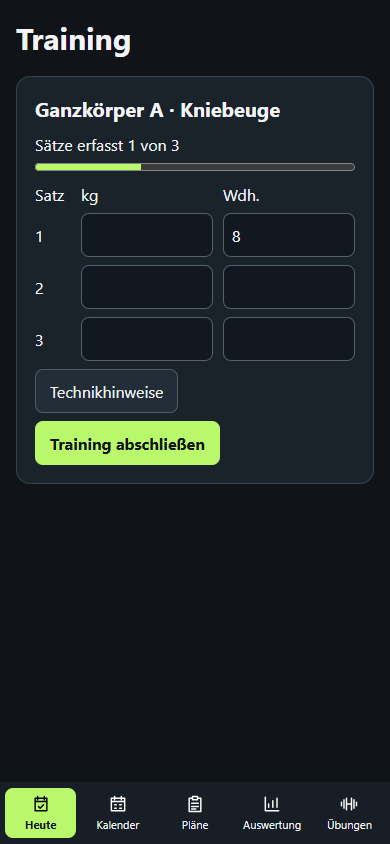 Training
Ganzkörper A · Kniebeuge
Sätze erfasst 1 von 3
Satz kg Wdh.
1 8
2
3
Technikhinweise
Training abschließen
Heute Kalender Pläne Auswertung Übungen